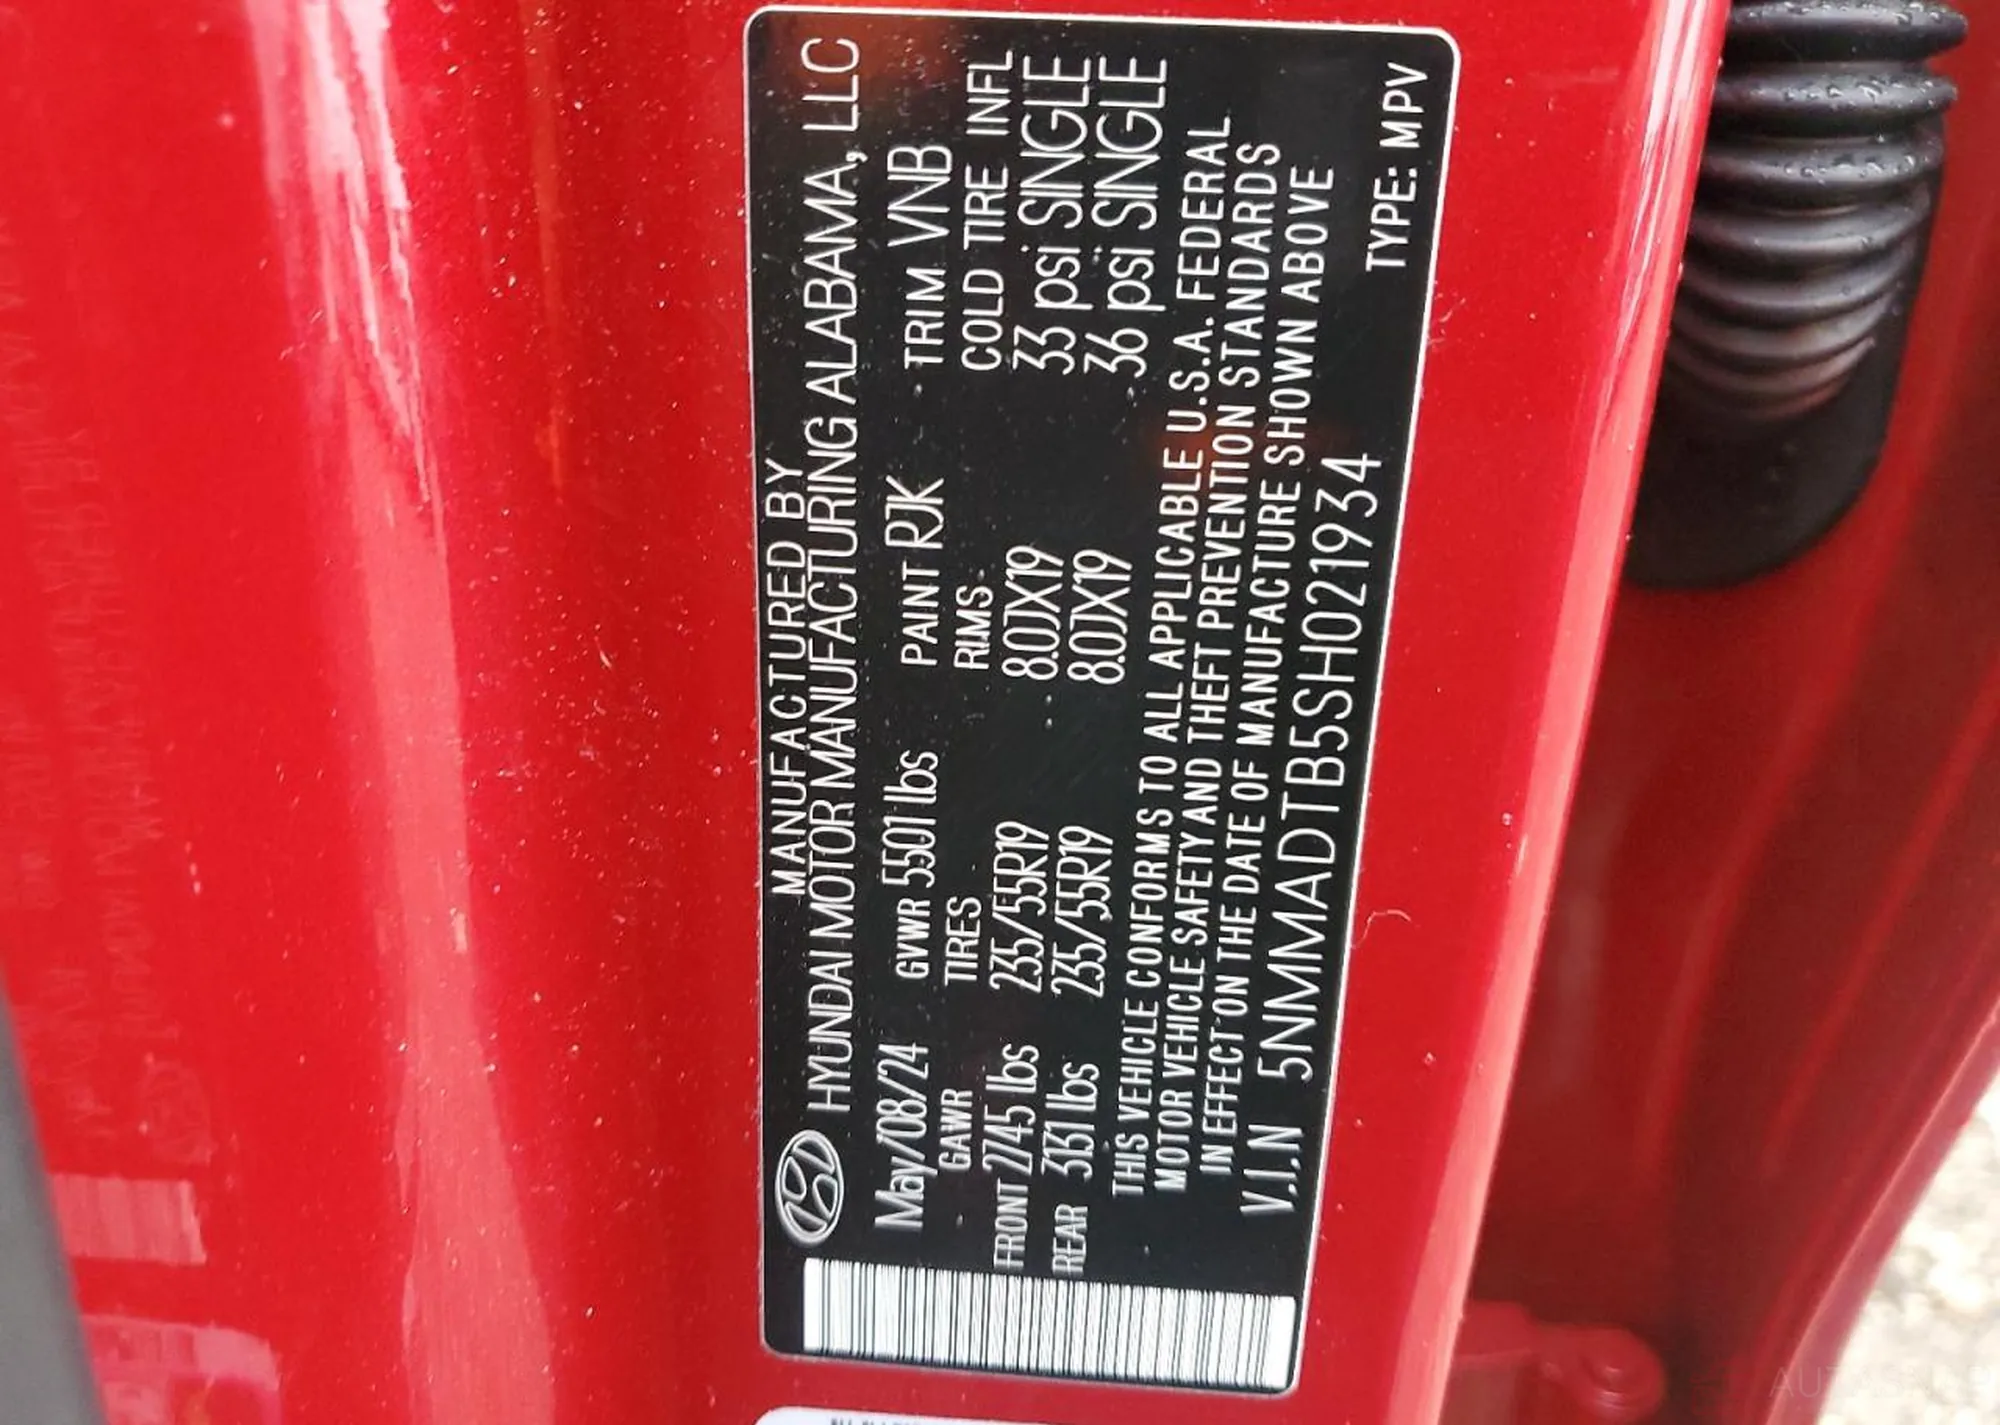 MANUFACTURED BY
HYUNDAI MOTOR MANUFACTURING ALABAMA, LLC
May/08/24 GVWR 5501 lbs PAINT RJK TRIM VNB
GAWR TIRES RIMS COLD TIRE INFL
FRONT 2745 lbs 235/55R19 8.0JX19 33 psi SINGLE
REAR 3131 lbs 235/55R19 8.0JX19 36 psi SINGLE
THIS VEHICLE CONFORMS TO ALL APPLICABLE U.S.A. FEDERAL
MOTOR VEHICLE SAFETY AND THEFT PREVENTION STANDARDS
IN EFFECT ON THE DATE OF MANUFACTURE SHOWN ABOVE
V.I.N 5NMMADTB5SH021934 TYPE: MPV